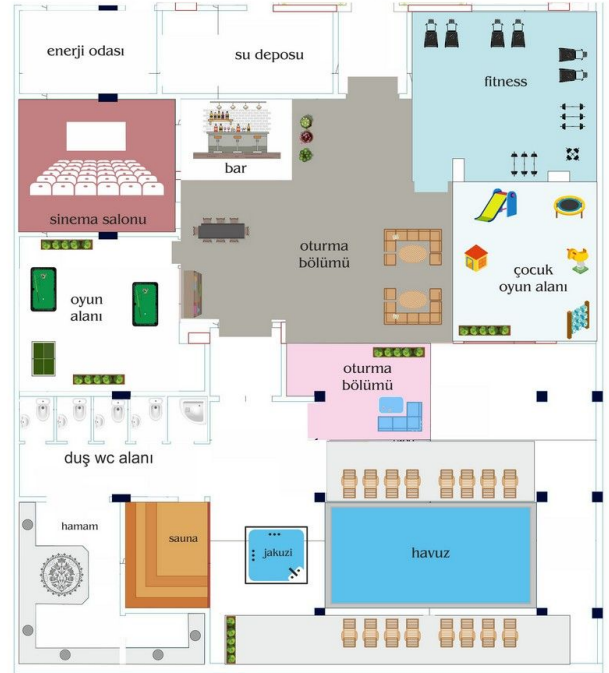 enerji odası
su deposu
fitness
bar
sinema salonu
oturma
bölümü
çocuk
oyun alanı
oyun
alanı
oturma
bölümü
duş wc alanı
hamam
sauna
jakuzi
havuz